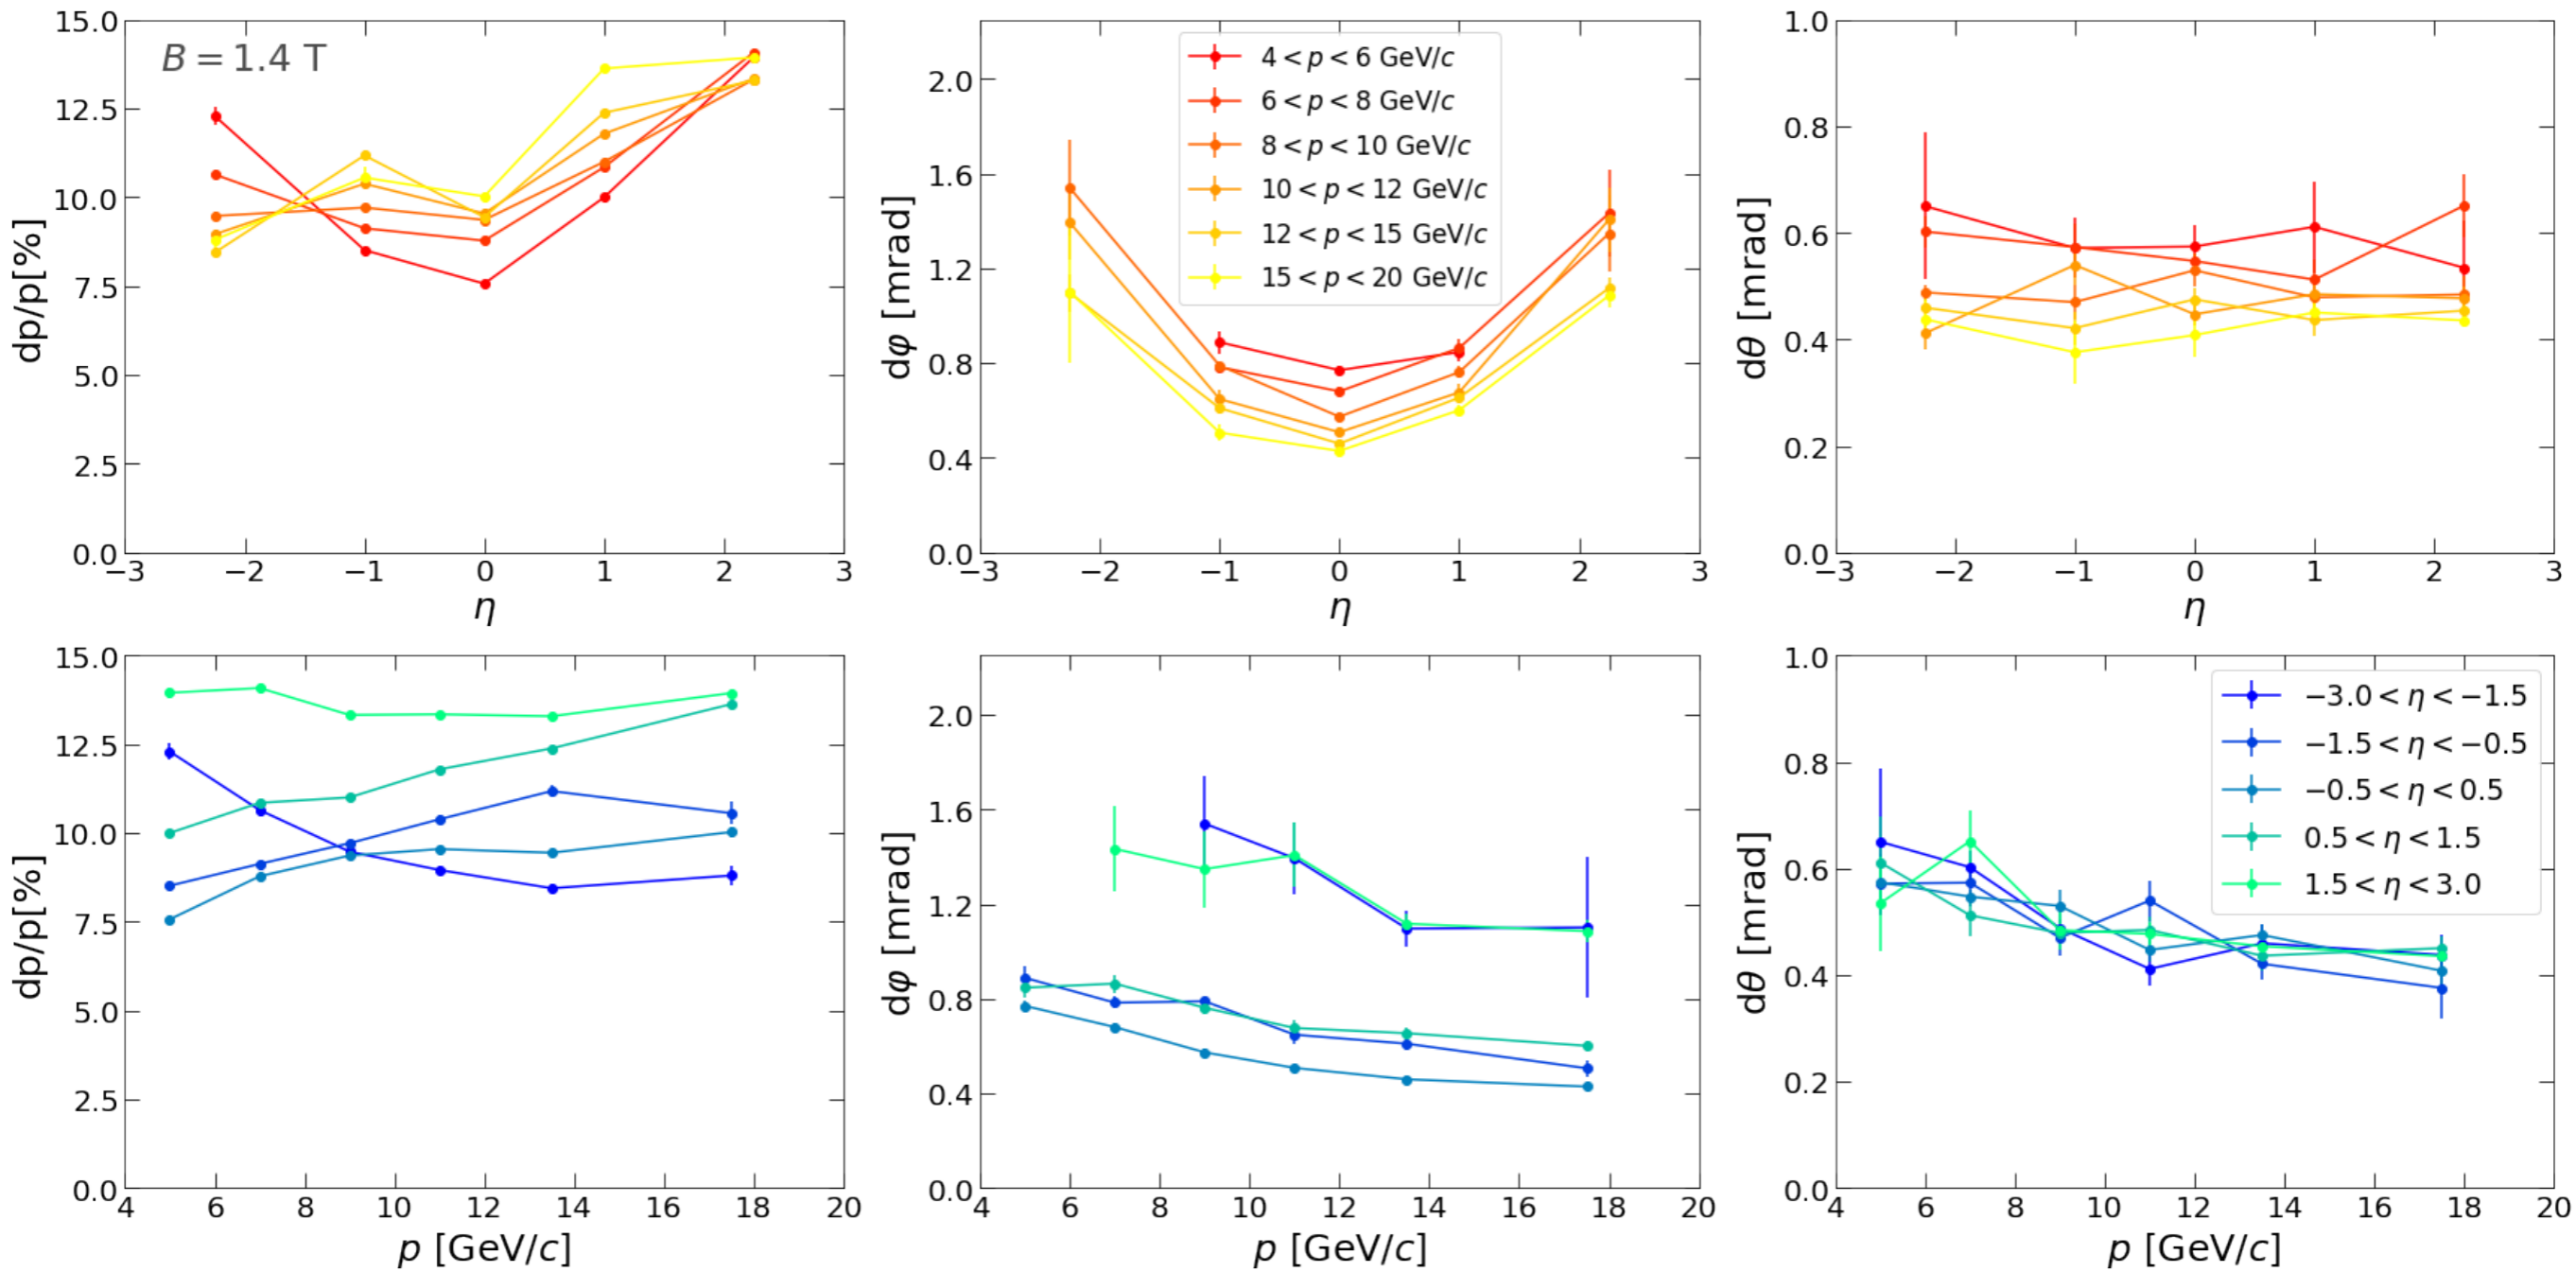 B = 1.4 T
dp/p[%]
15.0
12.5
10.0
7.5
5.0
2.5
0.0
−3 −2 −1 0 1 2 3
η
dφ [mrad]
2.0
1.6
1.2
0.8
0.4
0.0
4 < p < 6 GeV/c
6 < p < 8 GeV/c
8 < p < 10 GeV/c
10 < p < 12 GeV/c
12 < p < 15 GeV/c
15 < p < 20 GeV/c
−3 −2 −1 0 1 2 3
η
dθ [mrad]
1.0
0.8
0.6
0.4
0.2
0.0
−3 −2 −1 0 1 2 3
η
dp/p[%]
15.0
12.5
10.0
7.5
5.0
2.5
0.0
4 6 8 10 12 14 16 18 20
p [GeV/c]
dφ [mrad]
2.0
1.6
1.2
0.8
0.4
0.0
4 6 8 10 12 14 16 18 20
p [GeV/c]
dθ [mrad]
1.0
0.8
0.6
0.4
0.2
0.0
−3.0 < η < −1.5
−1.5 < η < −0.5
−0.5 < η < 0.5
0.5 < η < 1.5
1.5 < η < 3.0
4 6 8 10 12 14 16 18 20
p [GeV/c]